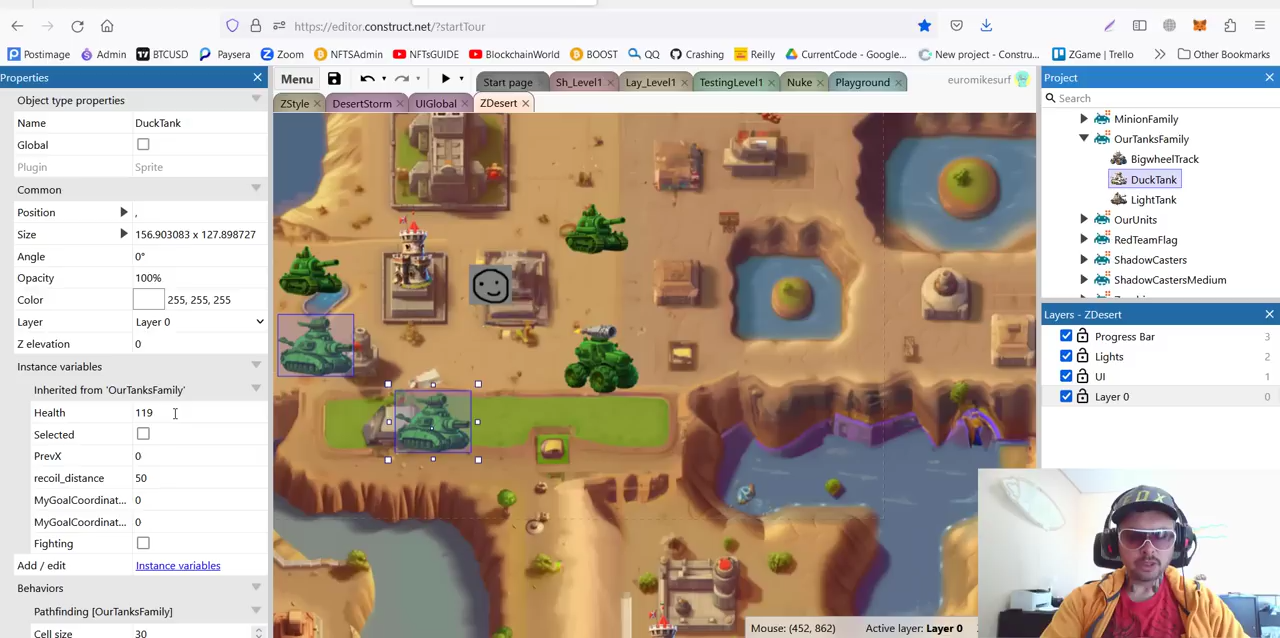 https://editor.construct.net/?startTour
Postimage
Admin
BTCUSD
Paysera
Zoom
NFTSAdmin
NFTsGUIDE
BlockchainWorld
BOOST
QQ
Crashing
Reilly
CurrentCode - Google...
New project - Constru...
ZGame | Trello
Other Bookmarks
Properties
Menu
Start page
Sh_Level1
Lay_Level1
TestingLevel1
Nuke
Playground
euromikesurf
Project
ZStyle
DesertStorm
UIGlobal
ZDesert
Search
Object type properties
Name DuckTank
Global
Plugin Sprite
Common
Position ,
Size 156.903083 x 127.898727
Angle 0°
Opacity 100%
Color 255, 255, 255
Layer Layer 0
Z elevation 0
Instance variables
Inherited from 'OurTanksFamily'
Health 119
Selected
PrevX 0
recoil_distance 50
MyGoalCoordinat... 0
MyGoalCoordinat... 0
Fighting
Add / edit Instance variables
Behaviors
Pathfinding [OurTanksFamily]
Cell size 30
MinionFamily
OurTanksFamily
BigwheelTrack
DuckTank
LightTank
OurUnits
RedTeamFlag
ShadowCasters
ShadowCastersMedium
Layers - ZDesert
Progress Bar 3
Lights 2
UI 1
Layer 0 0
Mouse: (452, 862) Active layer: Layer 0